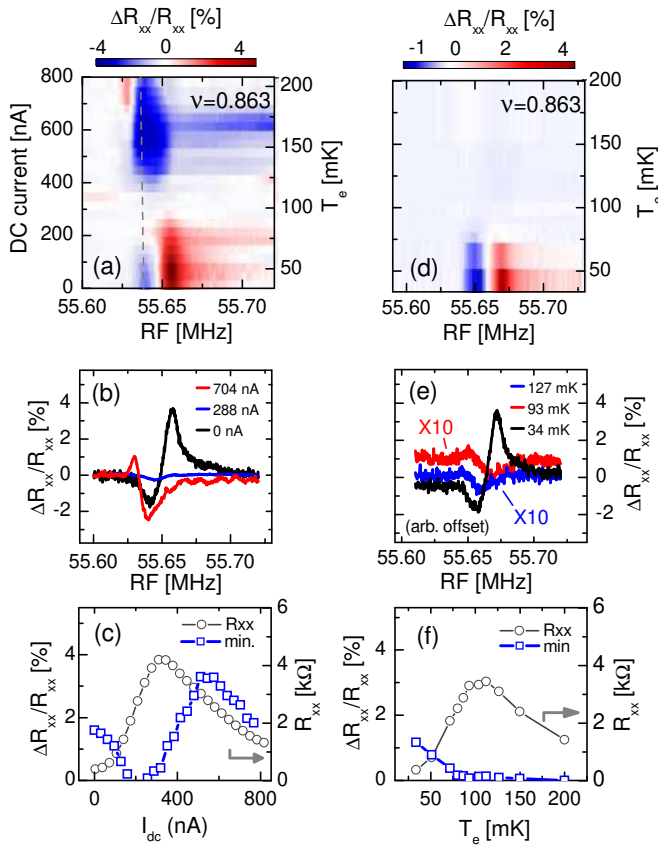 ΔRxx/Rxx [%]
-4 0 4
800
600
400
200
0
DC current [nA]
ν=0.863
(a)
200
150
100
50
Te [mK]
55.60 55.65 55.70
RF [MHz]
ΔRxx/Rxx [%]
-1 0 2 4
ν=0.863
(d)
200
150
100
50
Te [mK]
55.60 55.65 55.70
RF [MHz]
(b)
704 nA
288 nA
0 nA
4
2
0
-2
ΔRxx/Rxx [%]
55.60 55.65 55.70
RF [MHz]
(e)
127 mK
93 mK
34 mK
X10
X10
(arb. offset)
4
2
0
-2
ΔRxx/Rxx [%]
55.60 55.65 55.70
RF [MHz]
(c)
Rxx
min.
4
2
0
ΔRxx/Rxx [%]
6
4
2
0
Rxx [kΩ]
0 400 800
Idc (nA)
(f)
Rxx
min
4
2
0
ΔRxx/Rxx [%]
6
4
2
0
Rxx [kΩ]
50 100 150 200
Te [mK]